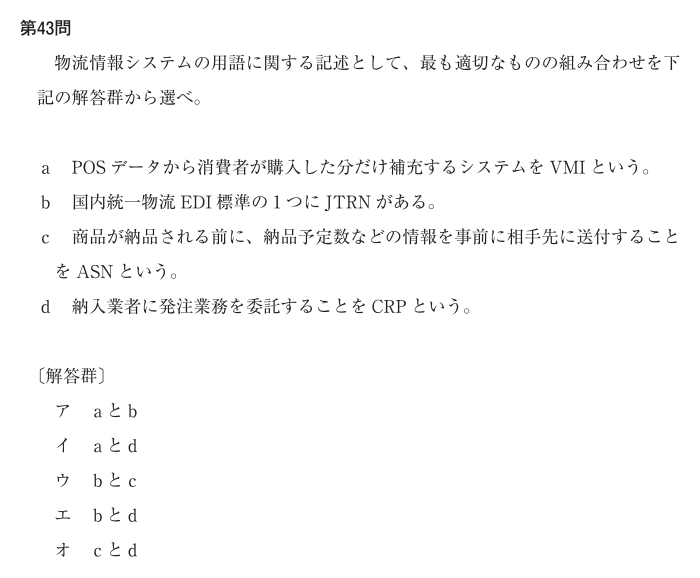 第43問
物流情報システムの用語に関する記述として、最も適切なものの組み合わせを下
記の解答群から選べ。
a POS データから消費者が購入した分だけ補充するシステムを VMI という。
b 国内統一物流 EDI 標準の 1 つに JTRN がある。
c 商品が納品される前に、納品予定数などの情報を事前に相手先に送付すること
を ASN という。
d 納入業者に発注業務を委託することを CRP という。
〔解答群〕
ア a と b
イ a と d
ウ b と c
エ b と d
オ c と d